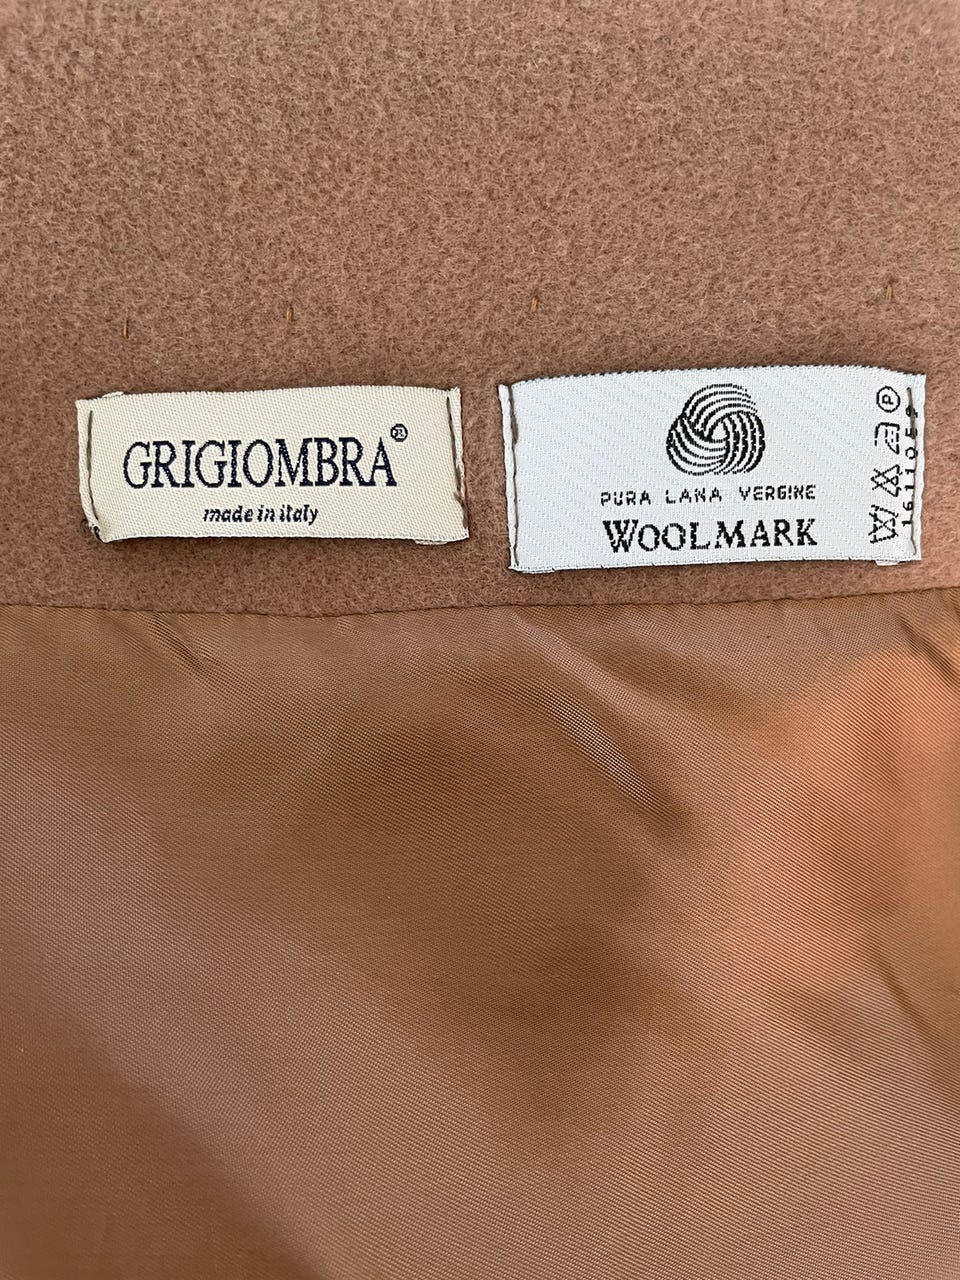 GRIGIOMBRA®
made in italy
PURA LANA VERGINE
WOOLMARK
P